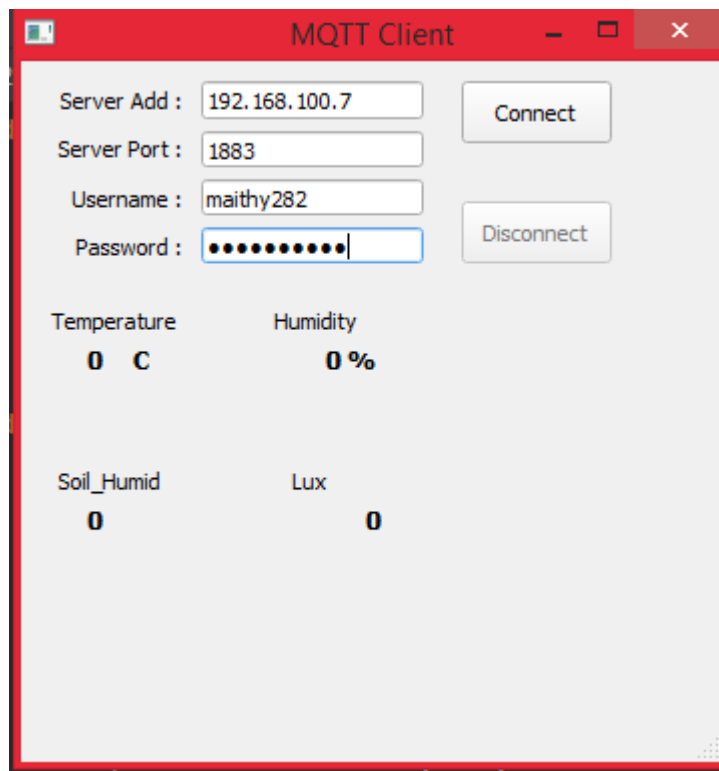 MQTT Client
Server Add : 192.168.100.7 Connect
Server Port : 1883
Username : maithy282
Password : ●●●●●●●●●● Disconnect
Temperature Humidity
0 C 0 %
Soil_Humid Lux
0 0